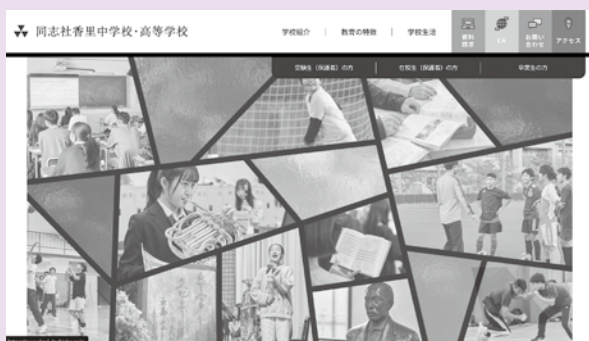 同志社香里中学校・高等学校
学校紹介
教育の特徴
学校生活
資料
請求
お問い
合わせ
アクセス
受験生（保護者）の方
在校生（保護者）の方
卒業生の方